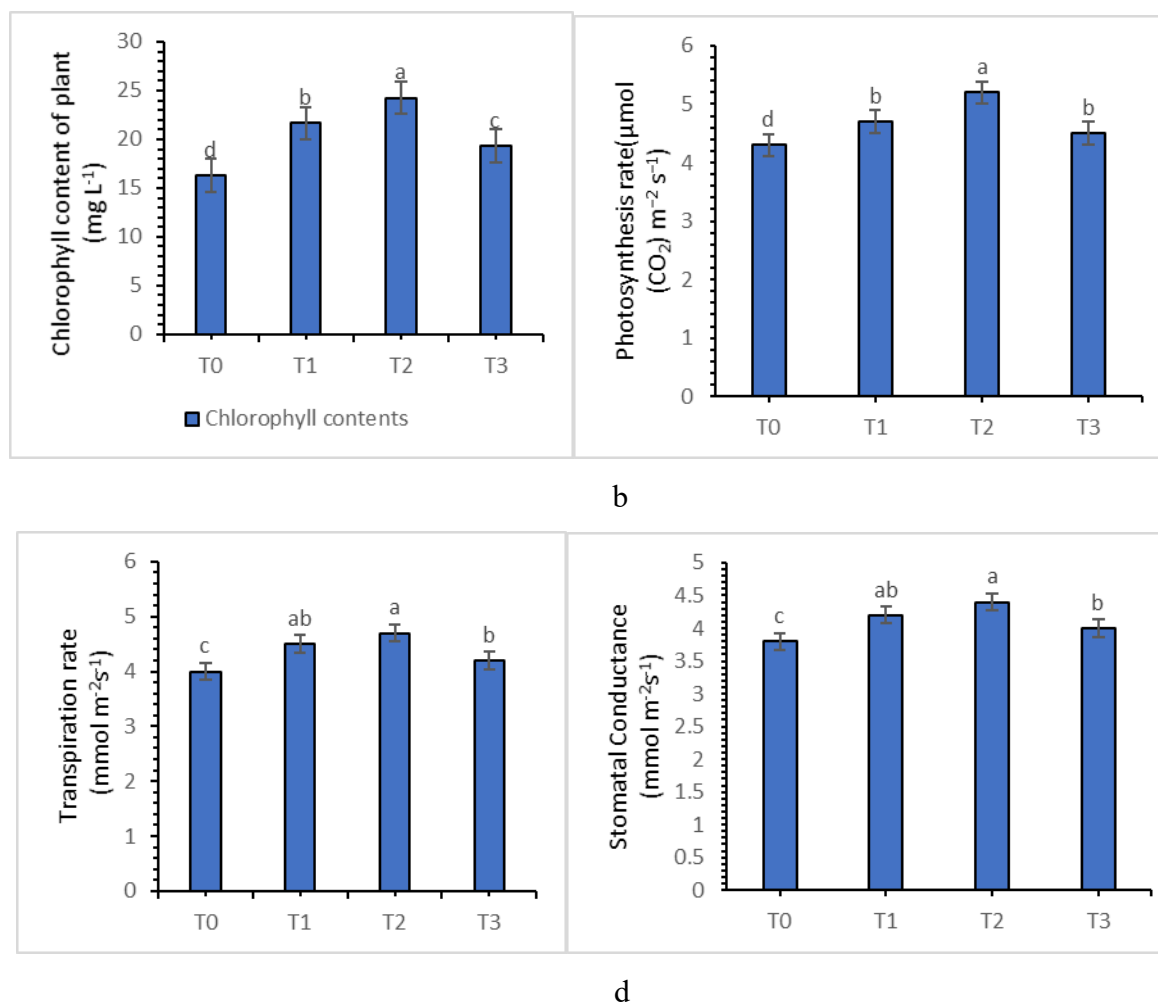 Chlorophyll content of plant
(mg L-1)
30
25
20
15
10
5
0
d
b
a
c
T0 T1 T2 T3
Chlorophyll contents
Photosynthesis rate(µmol
(CO₂) m⁻² s⁻¹)
6
5
4
3
2
1
0
d
b
a
b
T0 T1 T2 T3
b
Transpiration rate
(mmol m-2s-1)
6
5
4
3
2
1
0
c
ab
a
b
T0 T1 T2 T3
Stomatal Conductance
(mmol m-2s-1)
5
4.5
4
3.5
3
2.5
2
1.5
1
0.5
0
c
ab
a
b
T0 T1 T2 T3
d